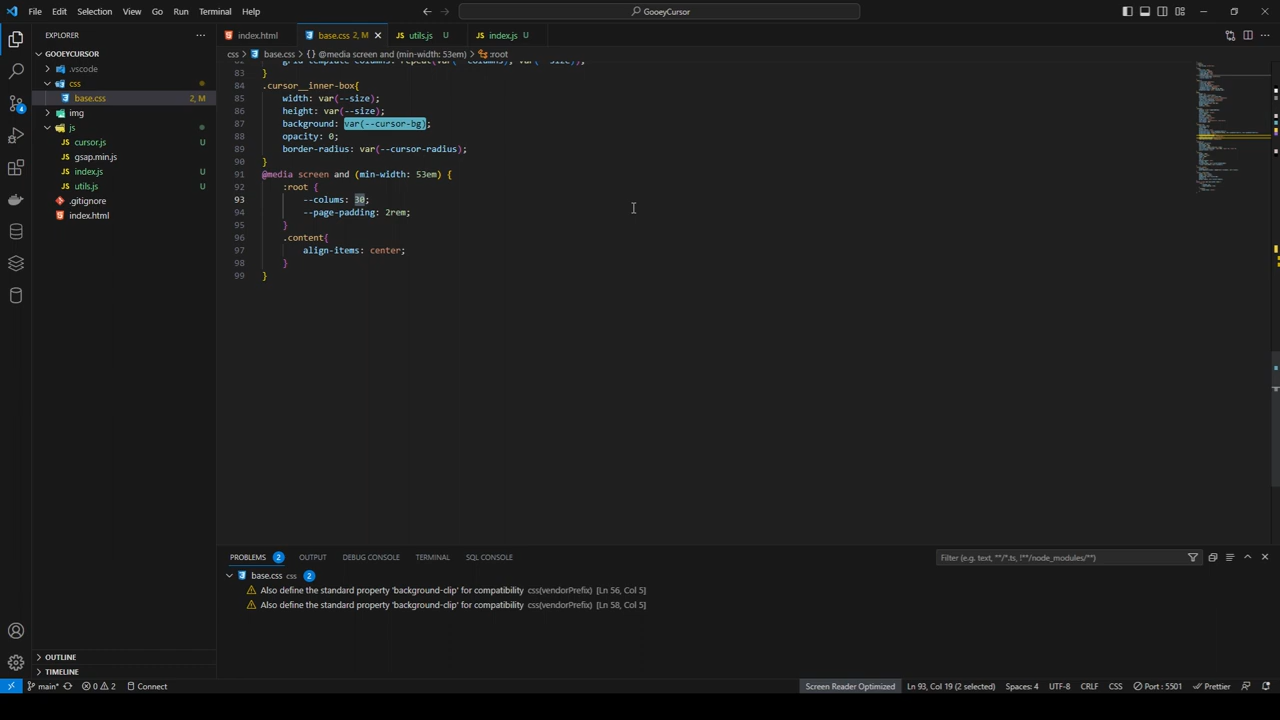 File Edit Selection View Go Run Terminal Help
GooeyCursor
EXPLORER
GOOEYCURSOR
.vscode
css
base.css 2, M
img
js
cursor.js U
gsap.min.js
index.js U
utils.js U
.gitignore
index.html
OUTLINE
TIMELINE
index.html
base.css 2, M
utils.js U
index.js U
css > base.css > {} @media screen and (min-width: 53em) > :root
82 grid-template-columns: repeat(var(--columns), var(--size));
83 }
84 .cursor__inner-box{
85 width: var(--size);
86 height: var(--size);
87 background: var(--cursor-bg);
88 opacity: 0;
89 border-radius: var(--cursor-radius);
90 }
91 @media screen and (min-width: 53em) {
92 :root {
93 --colums: 30;
94 --page-padding: 2rem;
95 }
96 .content{
97 align-items: center;
98 }
99 }
PROBLEMS 2 OUTPUT DEBUG CONSOLE TERMINAL SQL CONSOLE
Filter (e.g. text, **/*.ts, !**/node_modules/**)
base.css css 2
Also define the standard property 'background-clip' for compatibility css(vendorPrefix) [Ln 56, Col 5]
Also define the standard property 'background-clip' for compatibility css(vendorPrefix) [Ln 58, Col 5]
main* 0 2 Connect
Screen Reader Optimized Ln 93, Col 19 (2 selected) Spaces: 4 UTF-8 CRLF CSS Port : 5501 Prettier